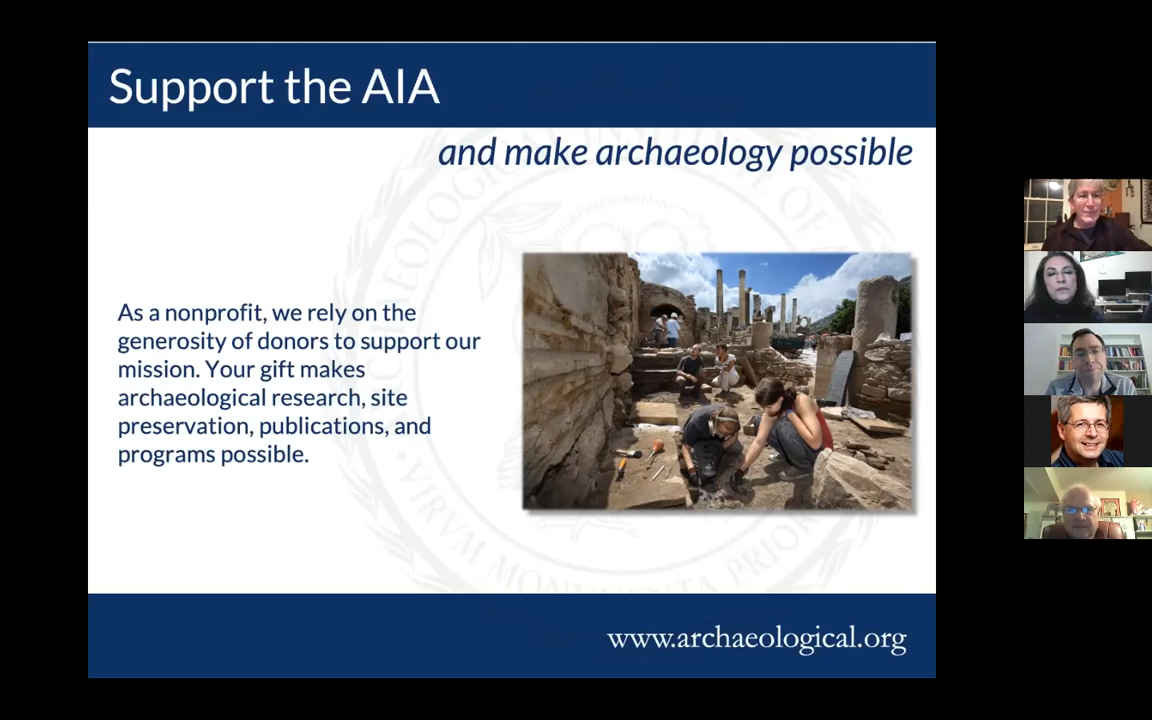 Support the AIA
and make archaeology possible
As a nonprofit, we rely on the
generosity of donors to support our
mission. Your gift makes
archaeological research, site
preservation, publications, and
programs possible.
www.archaeological.org